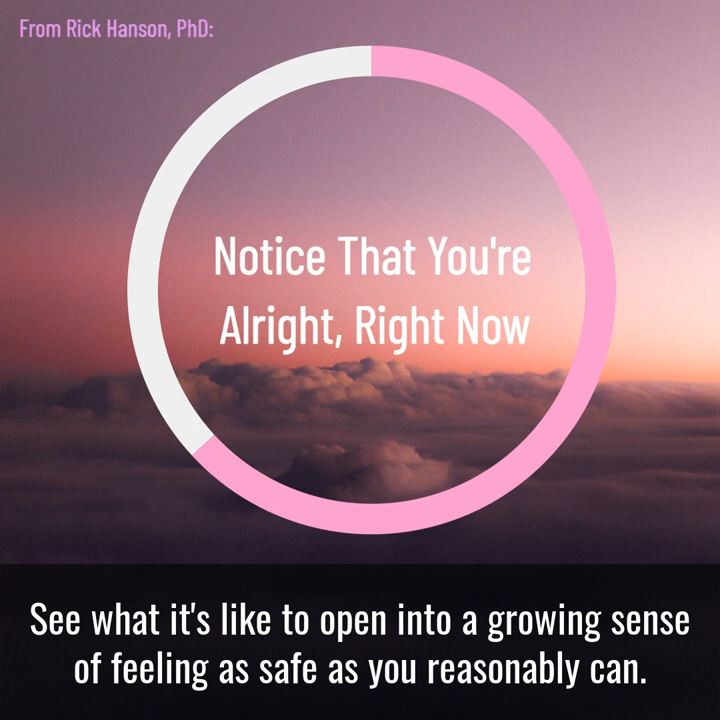 From Rick Hanson, PhD:
Notice That You're
Alright, Right Now
See what it's like to open into a growing sense
of feeling as safe as you reasonably can.